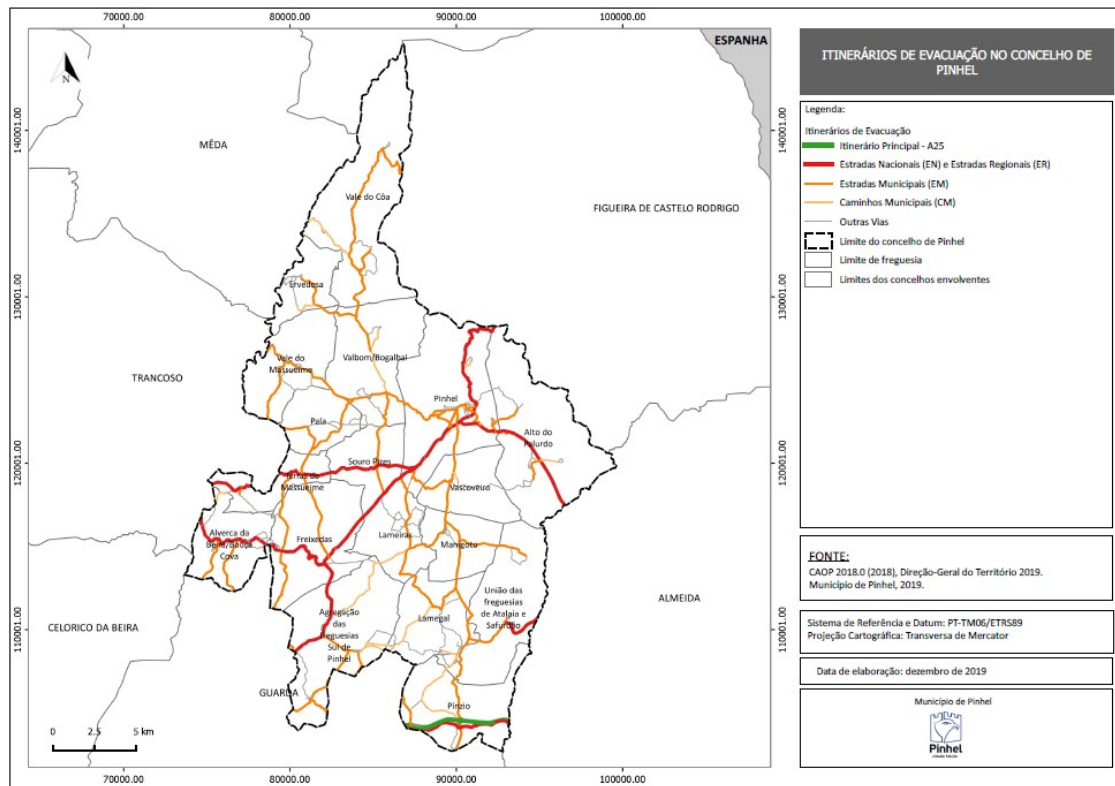 70000.00
80000.00
90000.00
100000.00
ESPANHA
N
140001.00
140001.00
MÊDA
Vale do Côa
FIGUEIRA DE CASTELO RODRIGO
130001.00
130001.00
Ervedosa
Vale do
Massueime
Valbom/Bogalhal
TRANCOSO
Pinhel
Pala
Alto do
Palurdo
120001.00
120001.00
Souro Pires
Terras de
Massueime
Vascoveiro
Alverca da
Beira/Bouça
Cova
Freixedas
Lameiras
Manigoto
União das
freguesias
de Atalaia e
Safurdão
ALMEIDA
110001.00
110001.00
CELORICO DA BEIRA
Agregação
das
freguesias
Sul de
Pinhel
Lamegal
GUARDA
Pínzio
0 2.5 5 km
70000.00
80000.00
90000.00
100000.00
ITINERÁRIOS DE EVACUAÇÃO NO CONCELHO DE
PINHEL
Legenda:
Itinerários de Evacuação
Itinerário Principal - A25
Estradas Nacionais (EN) e Estradas Regionais (ER)
Estradas Municipais (EM)
Caminhos Municipais (CM)
Outras Vias
Limite do concelho de Pinhel
Limite de freguesia
Limites dos concelhos envolventes
FONTE:
CAOP 2018.0 (2018), Direção-Geral do Território 2019.
Município de Pinhel, 2019.
Sistema de Referência e Datum: PT-TM06/ETRS89
Projeção Cartográfica: Transversa de Mercator
Data de elaboração: dezembro de 2019
Município de Pinhel
Pinhel
cidade falcão